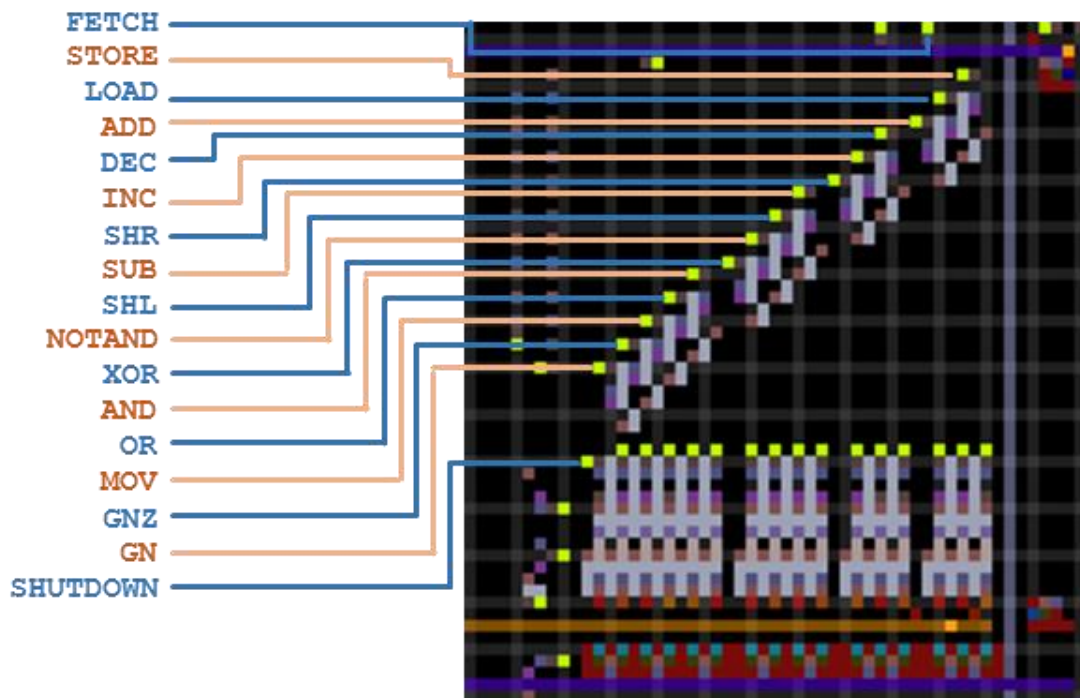 FETCH
STORE
LOAD
ADD
DEC
INC
SHR
SUB
SHL
NOTAND
XOR
AND
OR
MOV
GNZ
GN
SHUTDOWN